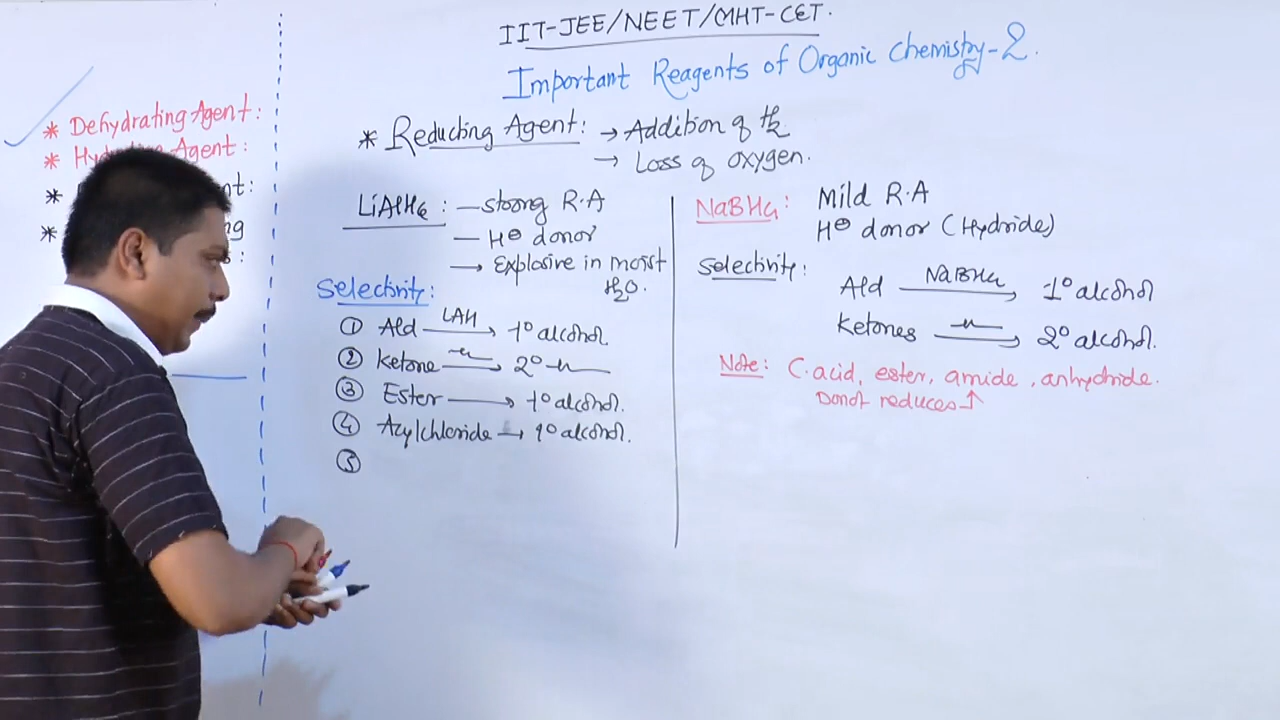 IIT-JEE/NEET/MHT-CET.
Important Reagents of Organic Chemistry-2.
* Dehydrating Agent:
* Agent:
*
*
* Reducting Agent: → Addition of H2
→ Loss of oxygen.
LiAlH4: — strong R.A
— H⊖ donor
→ Explosive in moist
H2O.
Selectivity:
① Ald LAH → 1° alcohol
② Ketone —〃→ 2° —〃—
③ Ester → 1° alcohol.
④ Acylchloride → 1° alcohol.
⑤
NaBH4: Mild R.A
H⊖ donor (Hydride)
Selectivity:
Ald NaBH4 → 1° alcohol
Ketones —〃→ 2° alcohol.
Note: C.acid, ester, amide, anhydride.
Donot reduces ↑